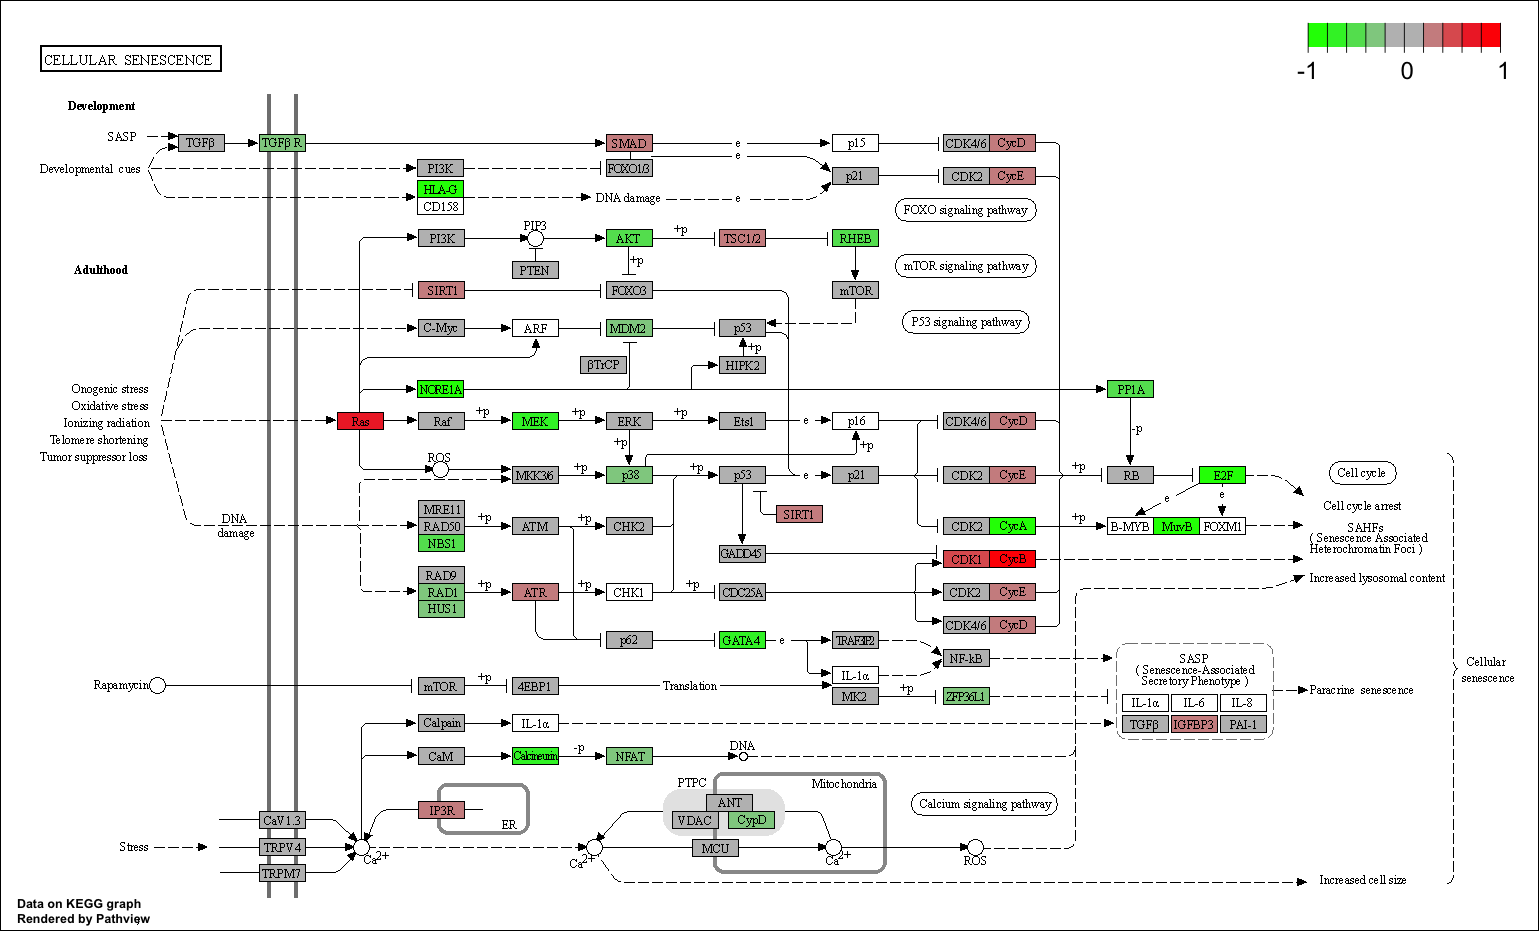 CELLULAR SENESCENCE
-1
0
1
Development
SASP
TGFβ
TGFβ R
SMAD
e
p15
CDK4/6
CycD
Developmental cues
PI3K
FOXO1/3
e
p21
CDK2
CycE
HLA-G
CD158
DNA damage
e
FOXO signaling pathway
PI3K
PIP3
PTEN
AKT
+p
TSC1/2
RHEB
+p
mTOR signaling pathway
Adulthood
SIRT1
FOXO3
mTOR
C-Myc
ARF
MDM2
p53
P53 signaling pathway
+p
βTrCP
HIPK2
NORE1A
PP1A
Onogenic stress
Oxidative stress
Ionizing radiation
Telomere shortening
Tumor suppressor loss
Ras
Raf
+p
MEK
+p
ERK
+p
Ets1
e
p16
CDK4/6
CycD
-p
+p
+p
ROS
MKK3/6
+p
p38
+p
p53
e
p21
CDK2
CycE
+p
RB
E2F
Cell cycle
e
e
Cell cycle arrest
SIRT1
DNA
damage
MRE11
RAD50
NBS1
+p
ATM
+p
CHK2
CDK2
CycA
+p
B-MYB
MuvB
FOXM1
SAHFs
( Senescence Associated
Heterochromatin Foci )
GADD45
CDK1
CycB
RAD9
RAD1
HUS1
+p
ATR
+p
CHK1
+p
CDC25A
CDK2
CycE
Increased lysosomal content
CDK4/6
CycD
p62
GATA4
e
TRAF3IP2
IL-1α
NF-kB
SASP
( Senescence-Associated
Secretory Phenotype )
IL-1α
IL-6
IL-8
TGFβ
IGFBP3
PAI-1
Cellular
senescence
Paracrine senescence
Rapamycin
mTOR
+p
4EBP1
Translation
MK2
+p
ZFP36L1
Calpain
IL-1α
CaM
Calcineurin
-p
NFAT
DNA
IP3R
ER
PTPC
ANT
VDAC
CypD
MCU
Mitochondria
Calcium signaling pathway
CaV1.3
Stress
TRPV4
TRPM7
Ca2+
Ca2+
Ca2+
ROS
Increased cell size
Data on KEGG graph
Rendered by Pathview